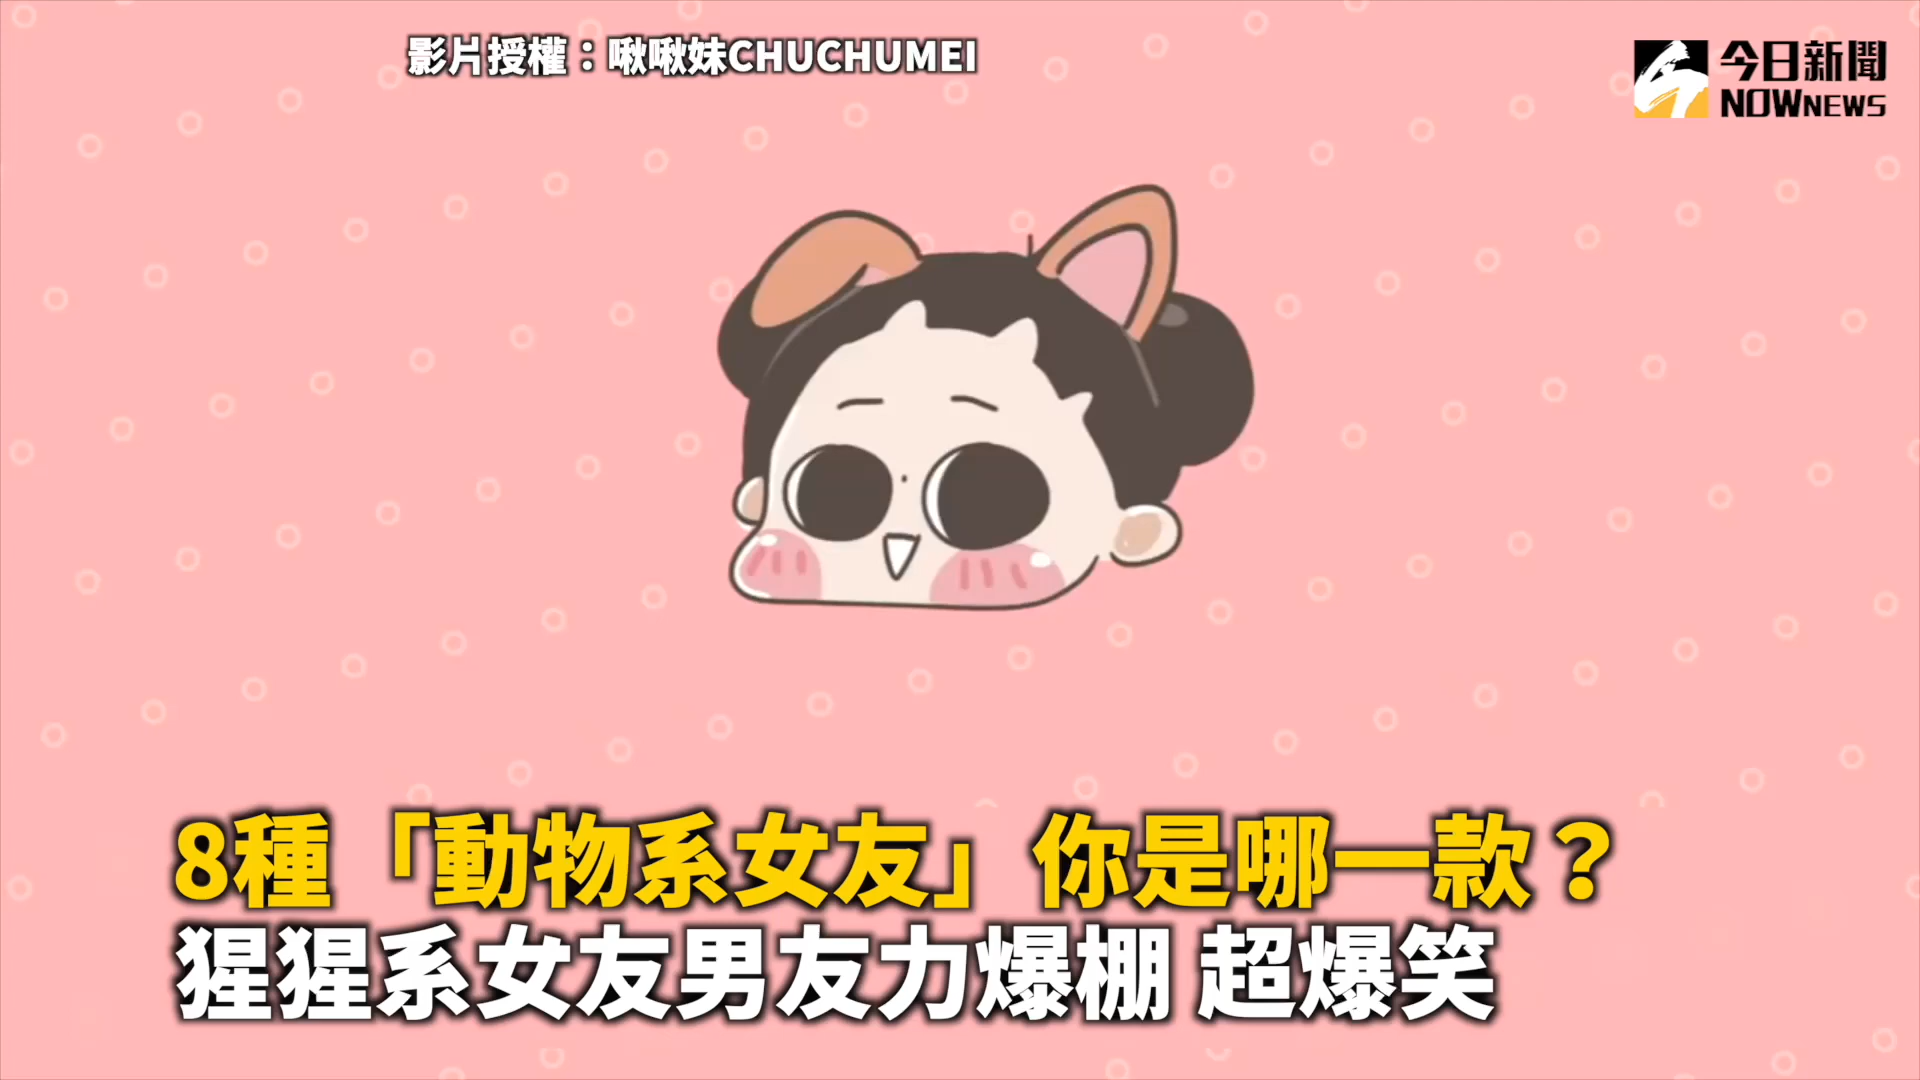 影片授權：啾啾妹CHUCHUMEI
今日新聞
NOWNEWS
8種「動物系女友」你是哪一款？
猩猩系女友男友力爆棚 超爆笑